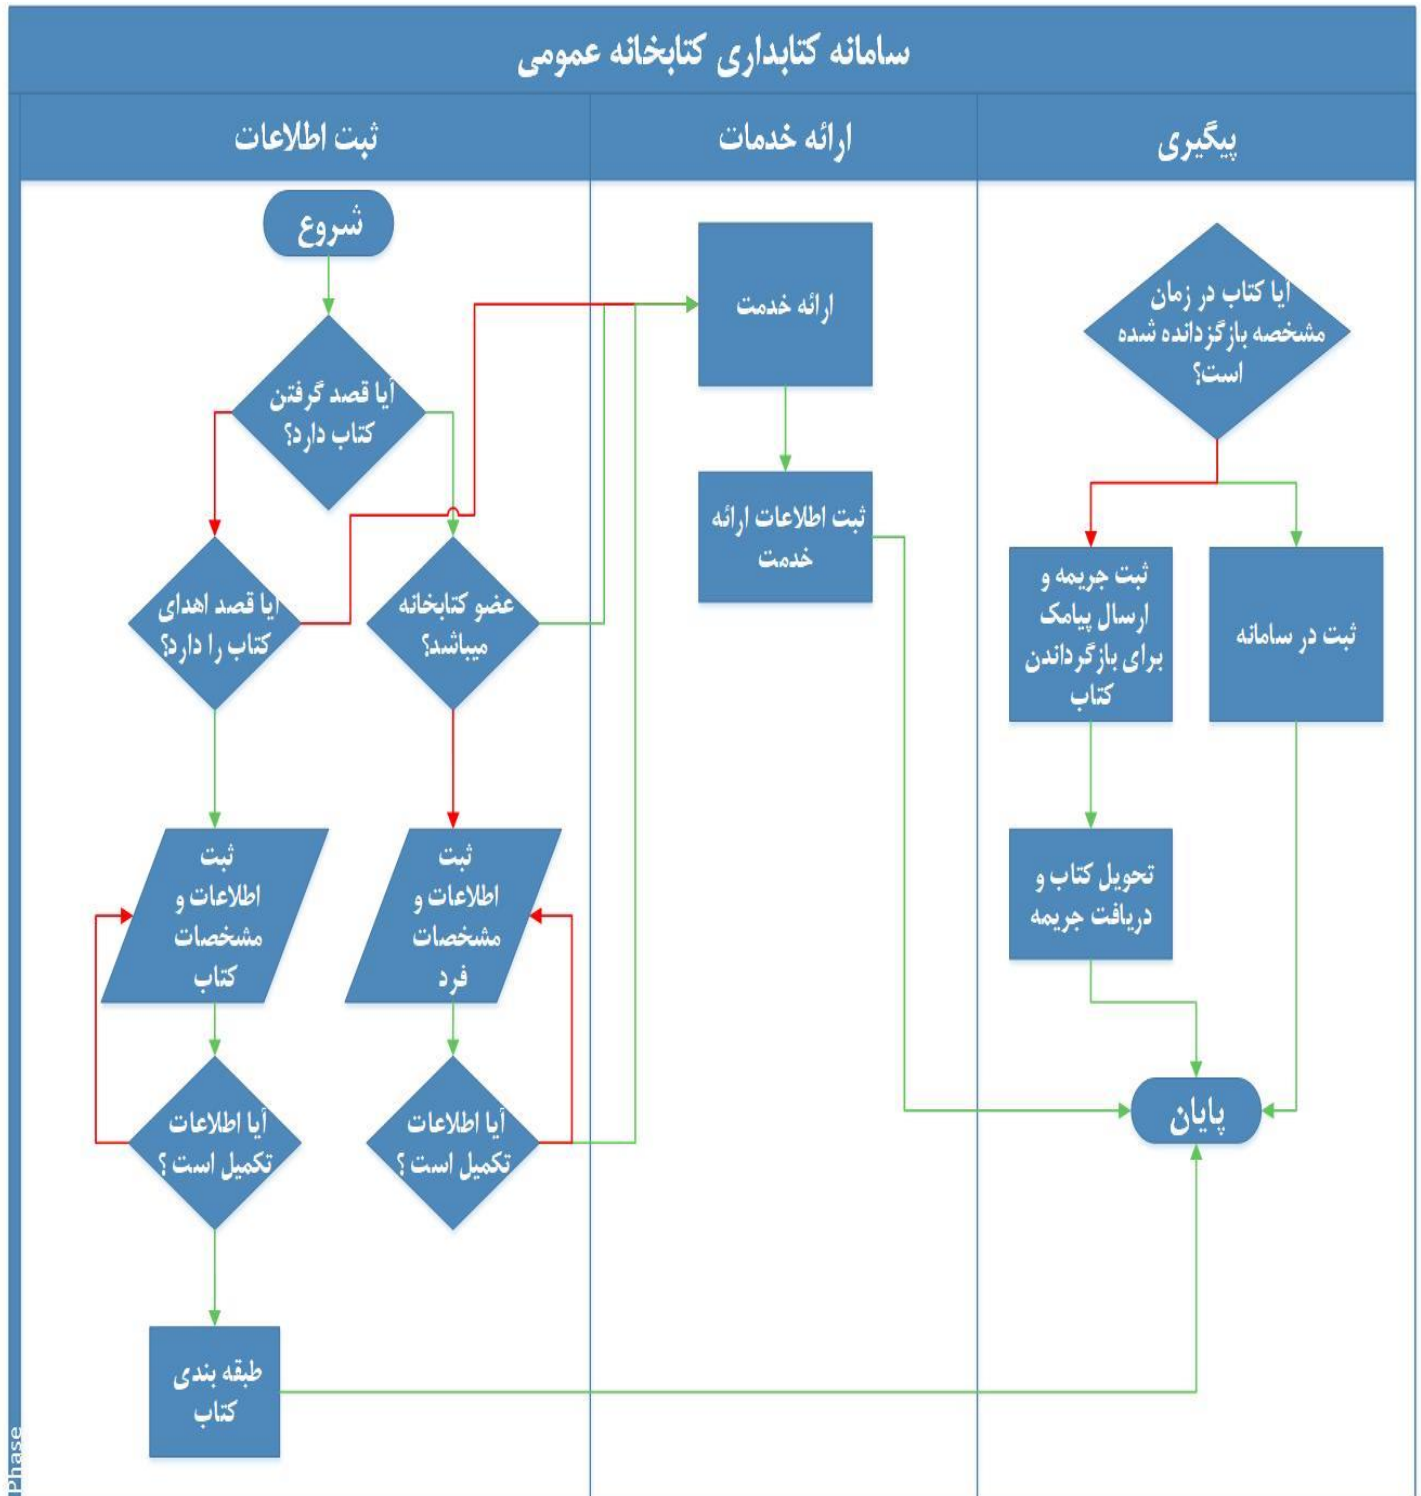 سامانه کتابداری کتابخانه عمومی
ثبت اطلاعات
ارائه خدمات
پیگیری
شروع
آیا قصد گرفتن
کتاب دارد؟
آیا قصد اهدای
کتاب را دارد؟
عضو کتابخانه
میباشد؟
ثبت
اطلاعات و
مشخصات
کتاب
ثبت
اطلاعات و
مشخصات
فرد
آیا اطلاعات
تکمیل است ؟
آیا اطلاعات
تکمیل است ؟
طبقه بندی
کتاب
ارائه خدمت
ثبت اطلاعات ارائه
خدمت
آیا کتاب در زمان
مشخصه بازگزدانده شده
است؟
ثبت جریمه و
ارسال پیامک
برای بازگرداندن
کتاب
ثبت در سامانه
تحویل کتاب و
دریافت جریمه
پایان
Phase